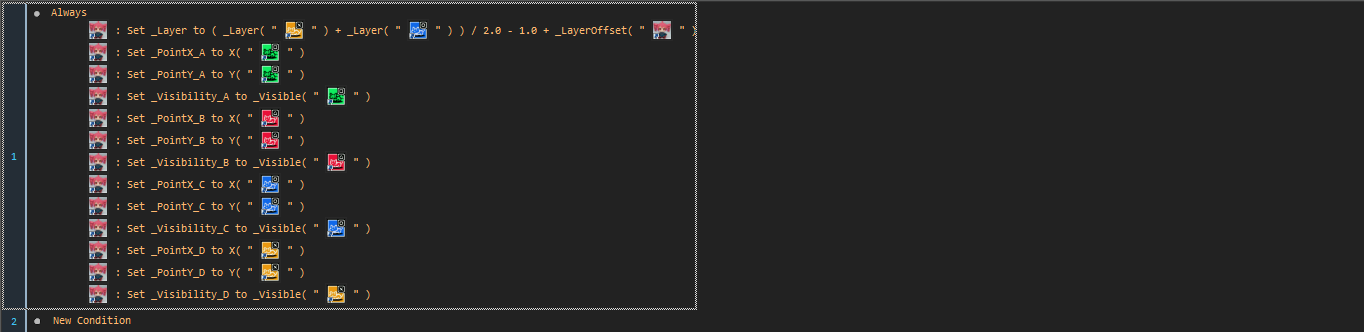 Always
: Set _Layer to ( _Layer( " " ) + _Layer( " " ) ) / 2.0 - 1.0 + _LayerOffset( " " )
: Set _PointX_A to X( " " )
: Set _PointY_A to Y( " " )
: Set _Visibility_A to _Visible( " " )
: Set _PointX_B to X( " " )
: Set _PointY_B to Y( " " )
1
: Set _Visibility_B to _Visible( " " )
: Set _PointX_C to X( " " )
: Set _PointY_C to Y( " " )
: Set _Visibility_C to _Visible( " " )
: Set _PointX_D to X( " " )
: Set _PointY_D to Y( " " )
: Set _Visibility_D to _Visible( " " )
2 New Condition